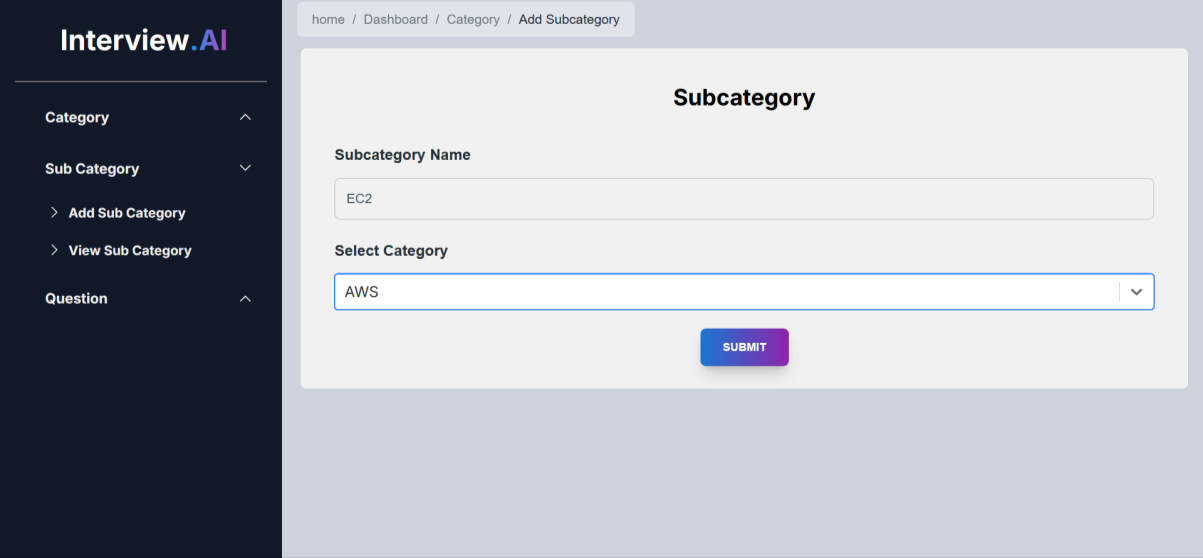 Interview.AI
Category
Sub Category
Add Sub Category
View Sub Category
Question
home / Dashboard / Category / Add Subcategory
Subcategory
Subcategory Name
EC2
Select Category
AWS
SUBMIT